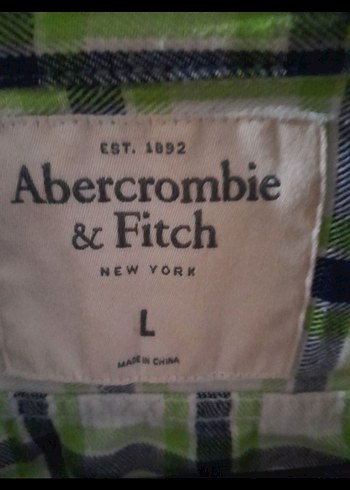 EST. 1892
Abercrombie
& Fitch
NEW YORK
L
MADE IN CHINA